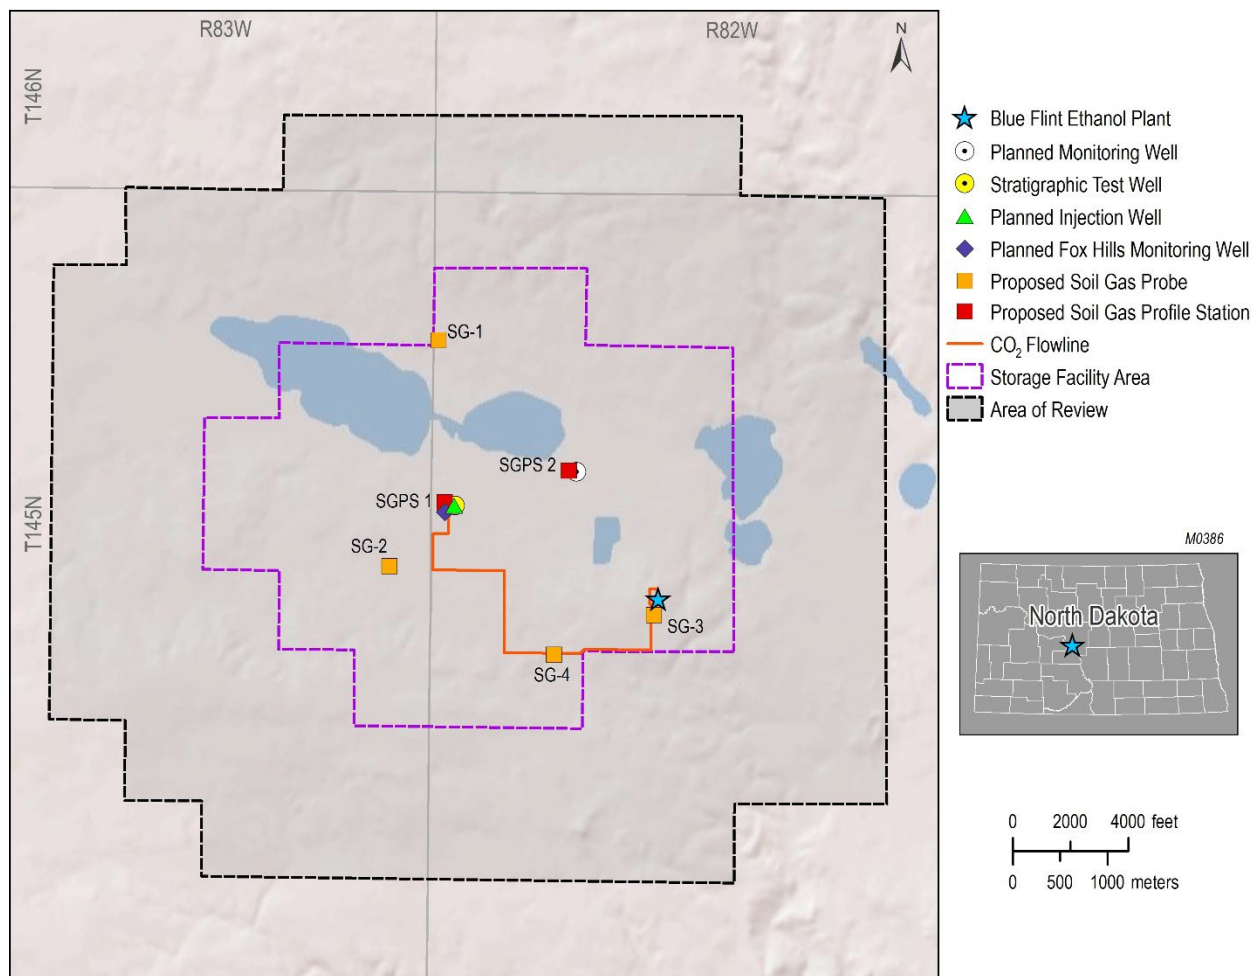 R83W
R82W
N
T146N
T145N
SG-1
SGPS 2
SGPS 1
SG-2
SG-3
SG-4
Blue Flint Ethanol Plant
Planned Monitoring Well
Stratigraphic Test Well
Planned Injection Well
Planned Fox Hills Monitoring Well
Proposed Soil Gas Probe
Proposed Soil Gas Profile Station
CO₂ Flowline
Storage Facility Area
Area of Review
M0386
North Dakota
0 2000 4000 feet
0 500 1000 meters